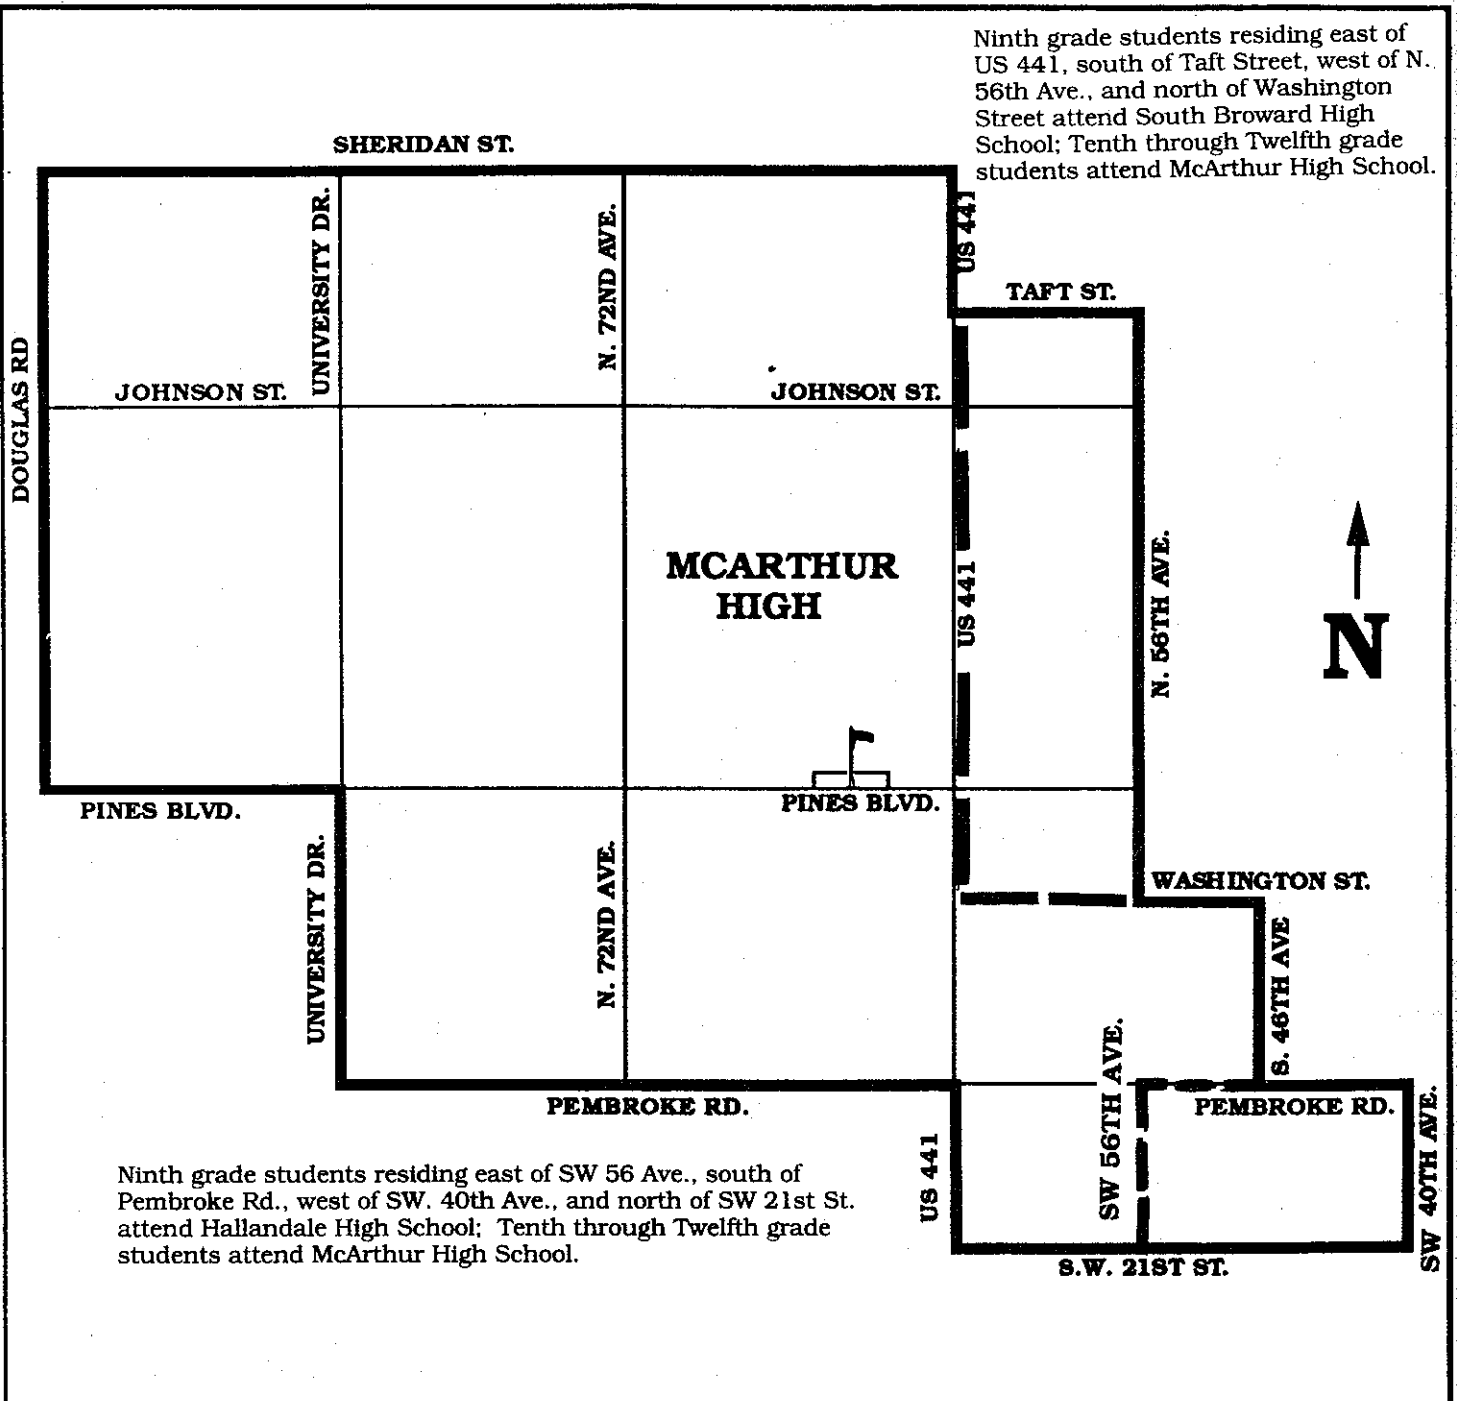 Ninth grade students residing east of
US 441, south of Taft Street, west of N.
56th Ave., and north of Washington
Street attend South Broward High
School; Tenth through Twelfth grade
students attend McArthur High School.
SHERIDAN ST.
UNIVERSITY DR.
N. 72ND AVE.
US 441
TAFT ST.
DOUGLAS RD
JOHNSON ST.
JOHNSON ST.
MCARTHUR
HIGH
US 441
N. 56TH AVE.
N
PINES BLVD.
PINES BLVD.
UNIVERSITY DR.
N. 72ND AVE.
WASHINGTON ST.
S. 46TH AVE
SW 56TH AVE.
PEMBROKE RD.
PEMBROKE RD.
US 441
SW 40TH AVE.
Ninth grade students residing east of SW 56 Ave., south of
Pembroke Rd., west of SW. 40th Ave., and north of SW 21st St.
attend Hallandale High School; Tenth through Twelfth grade
students attend McArthur High School.
S.W. 21ST ST.